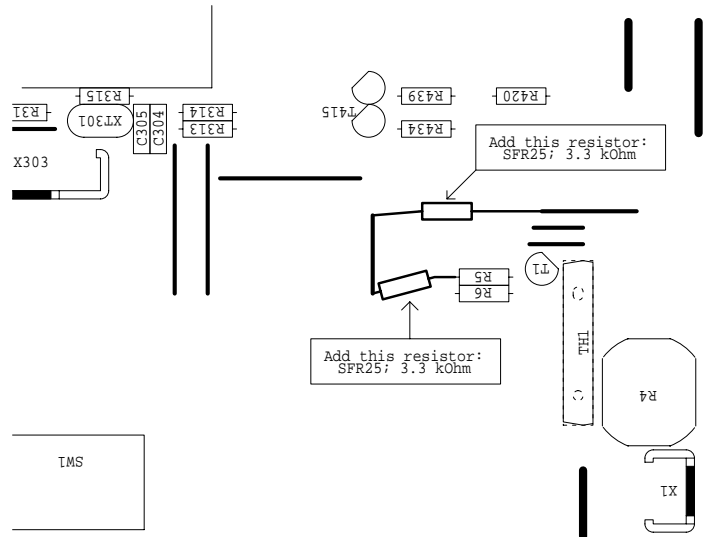 R315
R31
XT301
C305
C304
R314
R313
T415
R439
R420
R434
X303
Add this resistor:
SFR25; 3.3 kOhm
T1
R5
R6
Add this resistor:
SFR25; 3.3 kOhm
TH1
R4
SW1
X1